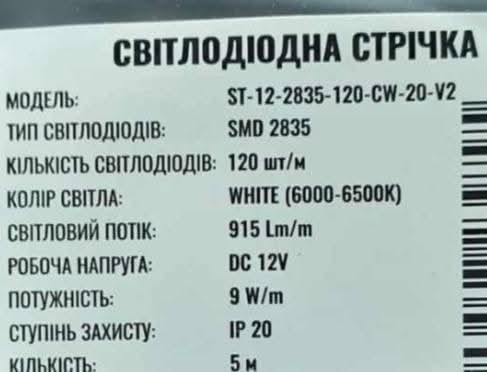 СВІТЛОДІОДНА СТРІЧКА
МОДЕЛЬ: ST-12-2835-120-CW-20-V2
ТИП СВІТЛОДІОДІВ: SMD 2835
КІЛЬКІСТЬ СВІТЛОДІОДІВ: 120 шт/м
КОЛІР СВІТЛА: WHITE (6000-6500K)
СВІТЛОВИЙ ПОТІК: 915 Lm/m
РОБОЧА НАПРУГА: DC 12V
ПОТУЖНІСТЬ: 9 W/m
СТУПІНЬ ЗАХИСТУ: IP 20
КІЛЬКІСТЬ: 5 м